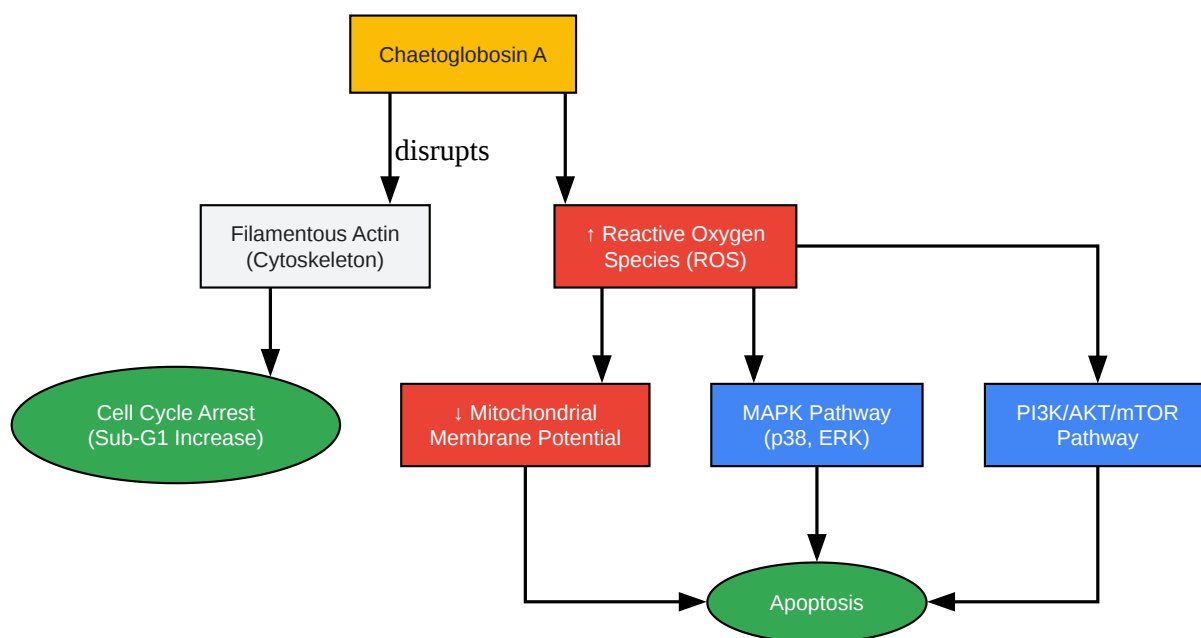 Chaetoglobosin A
disrupts
Filamentous Actin
(Cytoskeleton)
↑ Reactive Oxygen
Species (ROS)
Cell Cycle Arrest
(Sub-G1 Increase)
↓ Mitochondrial
Membrane Potential
MAPK Pathway
(p38, ERK)
PI3K/AKT/mTOR
Pathway
Apoptosis